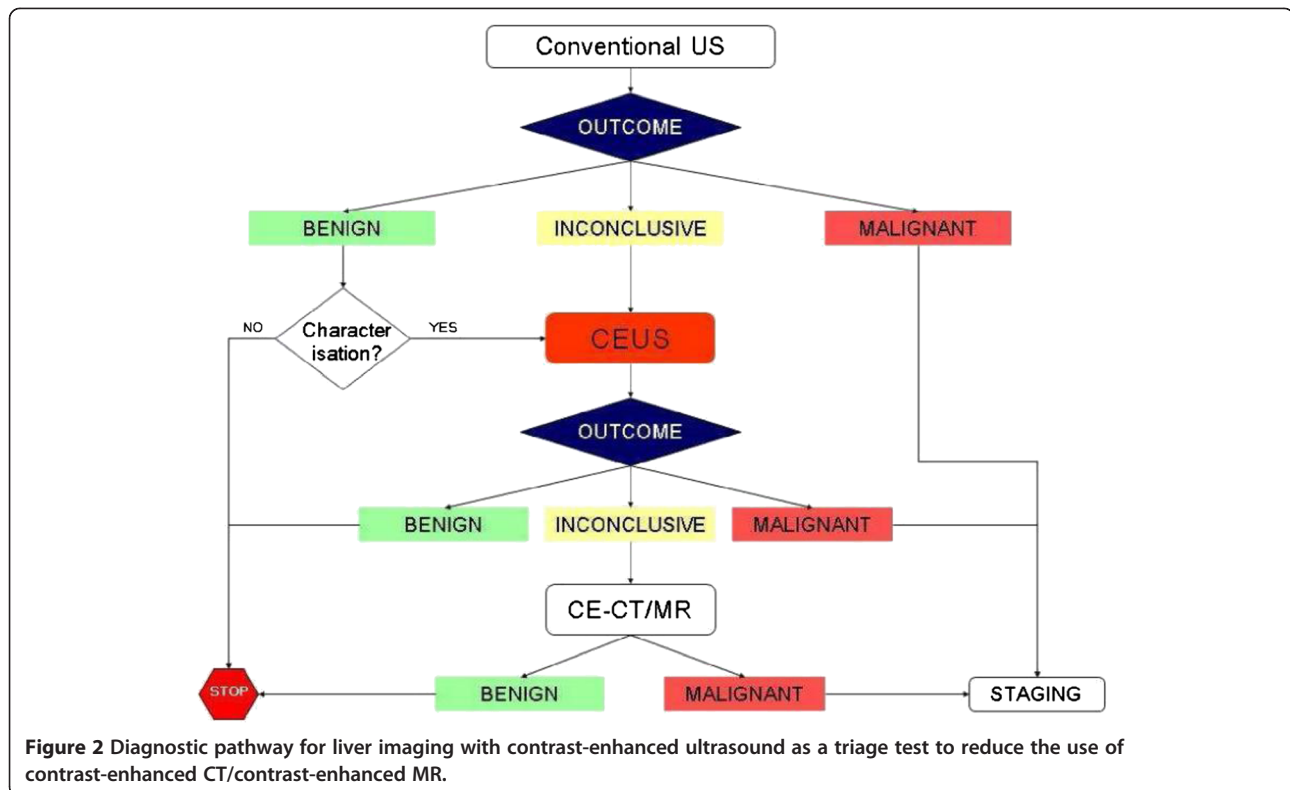 Conventional US
OUTCOME
BENIGN
INCONCLUSIVE
MALIGNANT
NO
Character
isation?
YES
CEUS
OUTCOME
BENIGN
INCONCLUSIVE
MALIGNANT
CE-CT/MR
STOP
BENIGN
MALIGNANT
STAGING
Figure 2 Diagnostic pathway for liver imaging with contrast-enhanced ultrasound as a triage test to reduce the use of
contrast-enhanced CT/contrast-enhanced MR.